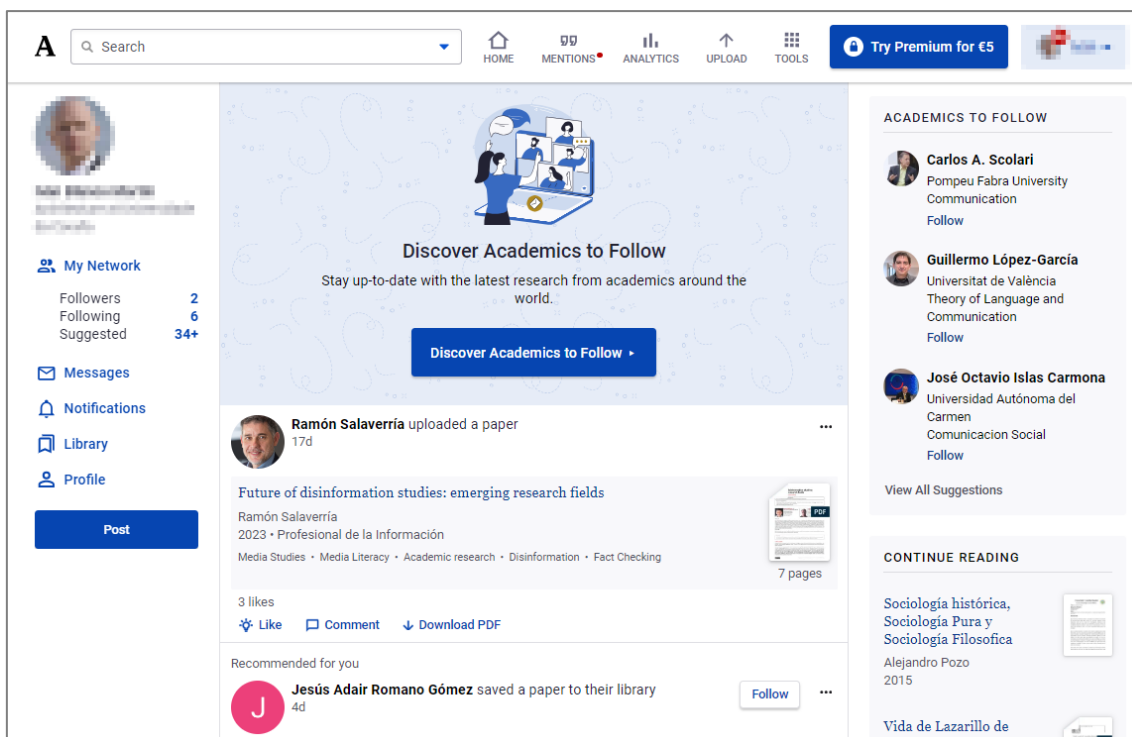 A
Search
HOME
MENTIONS
ANALYTICS
UPLOAD
TOOLS
Try Premium for €5
My Network
Followers 2
Following 6
Suggested 34+
Messages
Notifications
Library
Profile
Post
Discover Academics to Follow
Stay up-to-date with the latest research from academics around the
world.
Discover Academics to Follow
Ramón Salaverría uploaded a paper
17d
Future of disinformation studies: emerging research fields
Ramón Salaverría
2023 • Profesional de la Información
Media Studies • Media Literacy • Academic research • Disinformation • Fact Checking
PDF
7 pages
3 likes
Like
Comment
Download PDF
Recommended for you
J
Jesús Adair Romano Gómez saved a paper to their library
4d
Follow
ACADEMICS TO FOLLOW
Carlos A. Scolari
Pompeu Fabra University
Communication
Follow
Guillermo López-García
Universitat de València
Theory of Language and
Communication
Follow
José Octavio Islas Carmona
Universidad Autónoma del
Carmen
Comunicacion Social
Follow
View All Suggestions
CONTINUE READING
Sociología histórica,
Sociología Pura y
Sociología Filosofica
Alejandro Pozo
2015
Vida de Lazarillo de